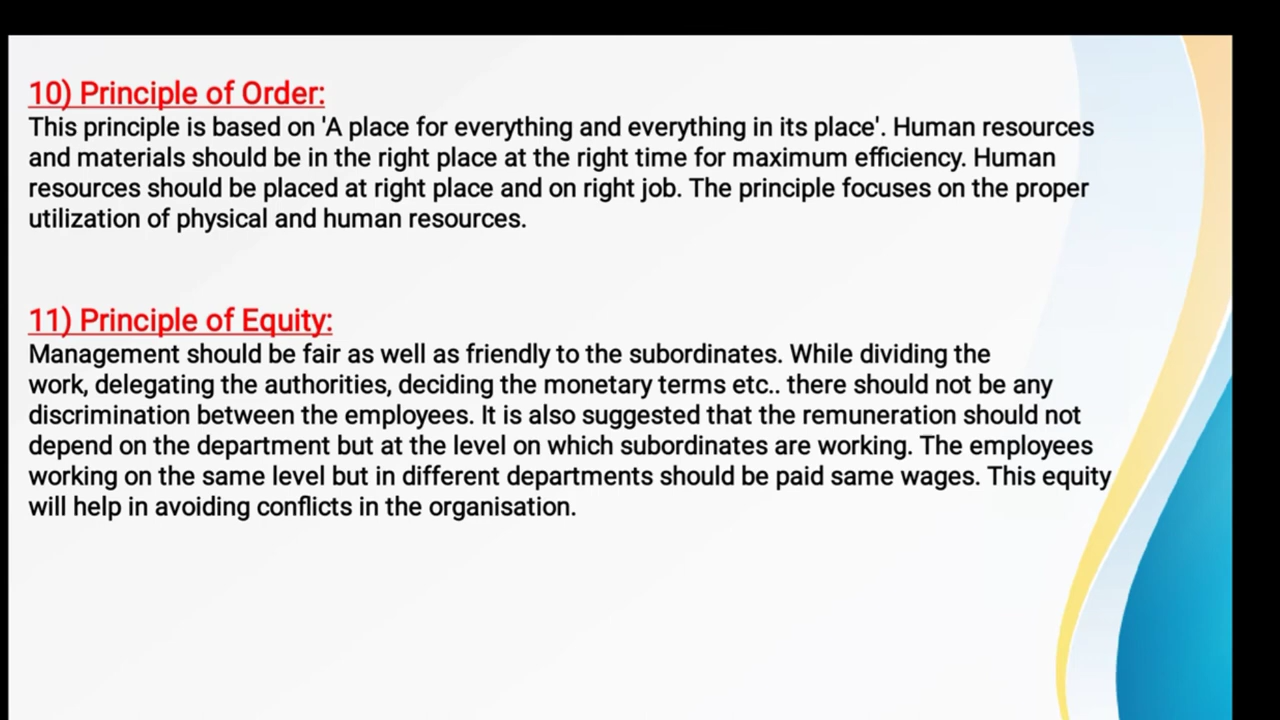 10) Principle of Order:
This principle is based on 'A place for everything and everything in its place'. Human resources
and materials should be in the right place at the right time for maximum efficiency. Human
resources should be placed at right place and on right job. The principle focuses on the proper
utilization of physical and human resources.
11) Principle of Equity:
Management should be fair as well as friendly to the subordinates. While dividing the
work, delegating the authorities, deciding the monetary terms etc.. there should not be any
discrimination between the employees. It is also suggested that the remuneration should not
depend on the department but at the level on which subordinates are working. The employees
working on the same level but in different departments should be paid same wages. This equity
will help in avoiding conflicts in the organisation.